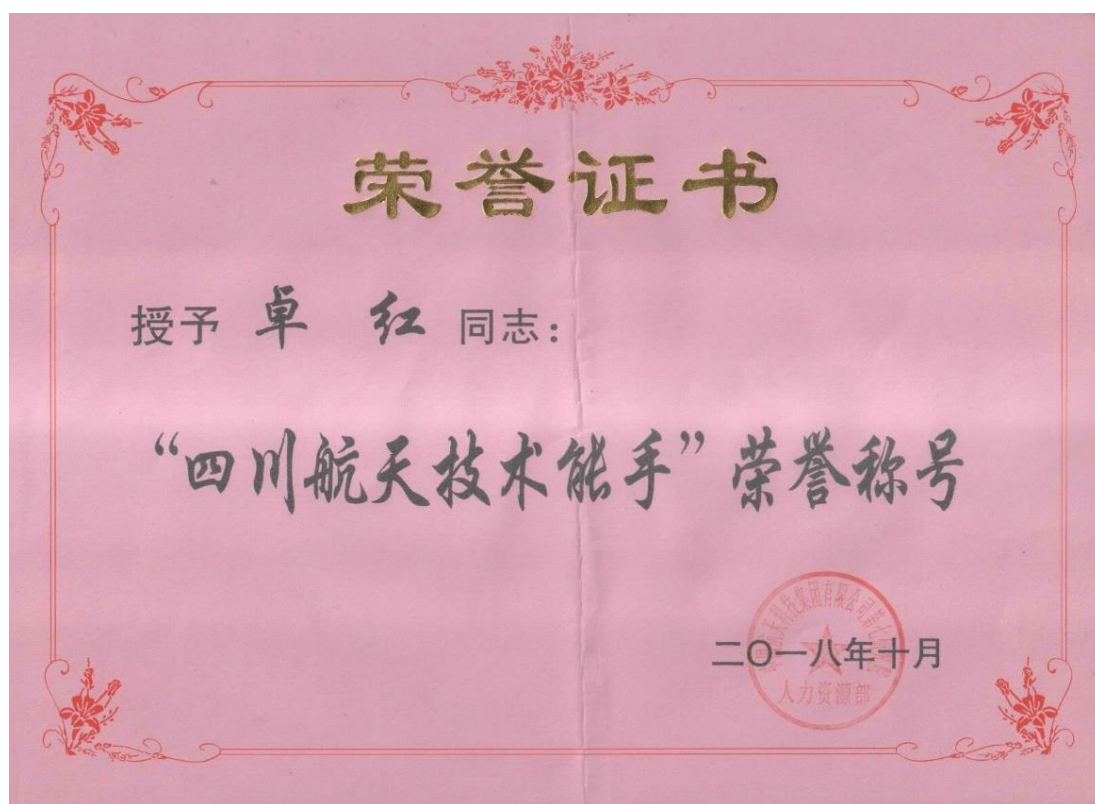 荣誉证书
授予 卓 红 同志：
“四川航天技术能手”荣誉称号
二〇一八年十月
人力资源部